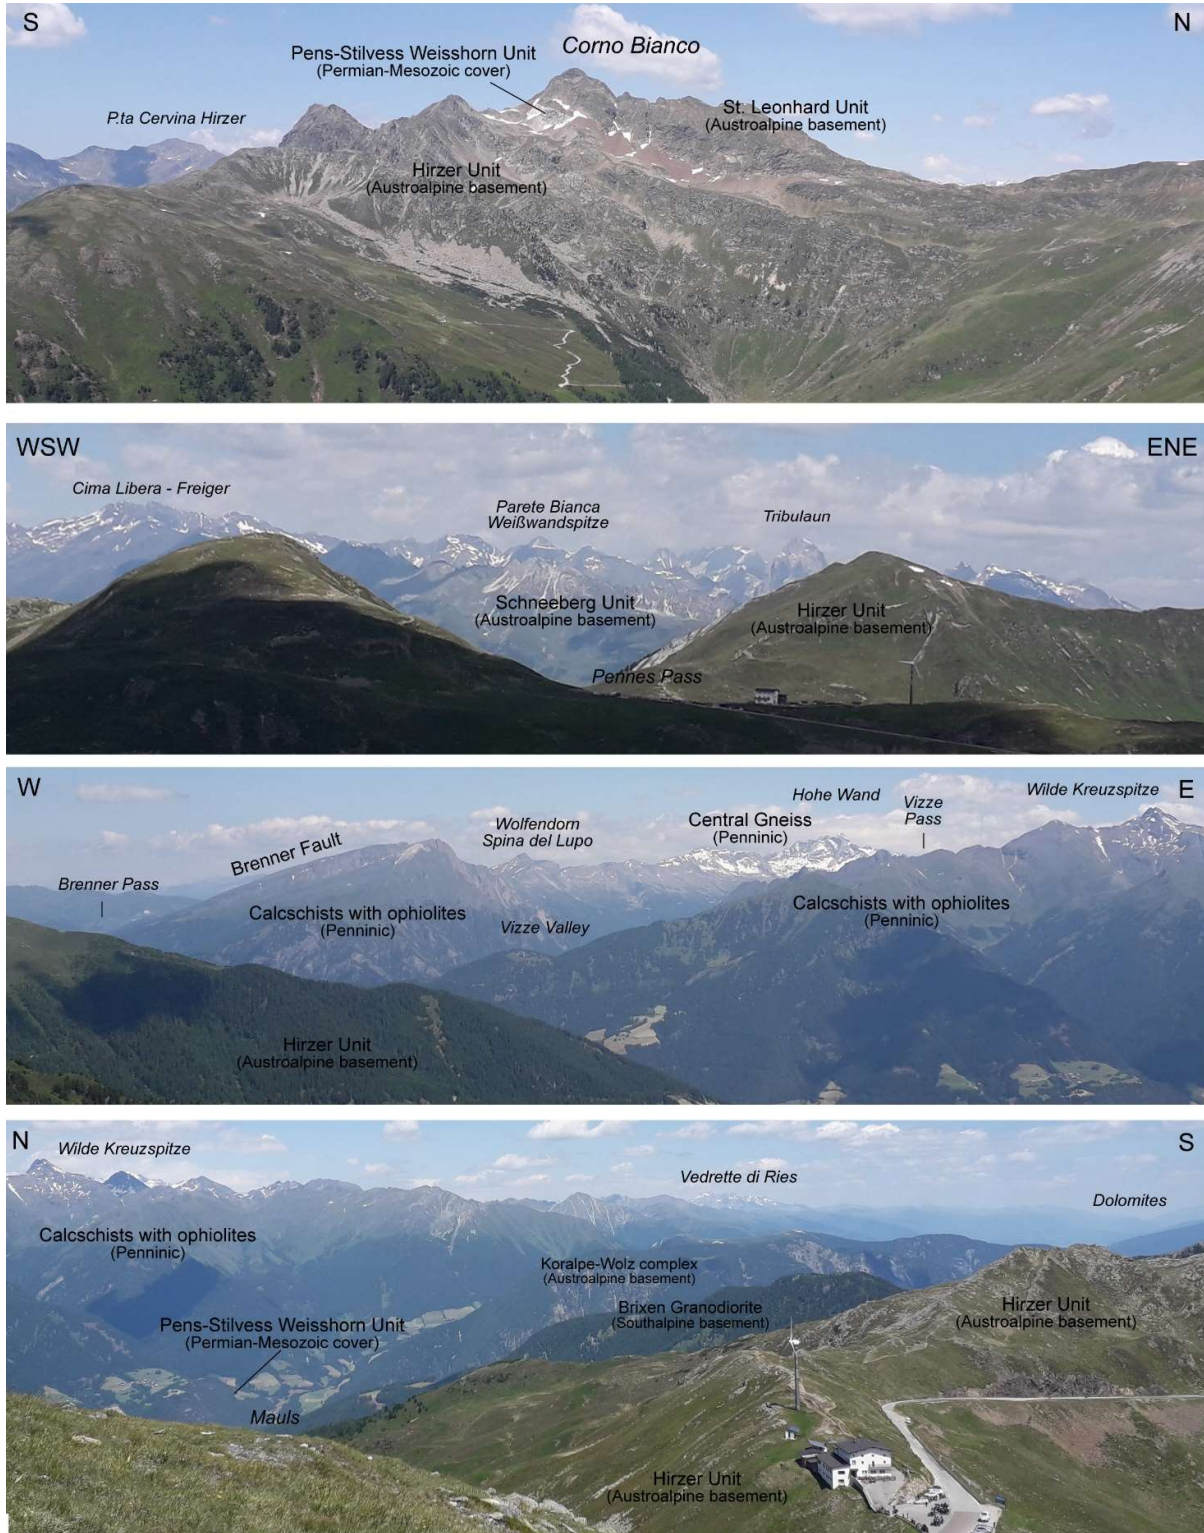 S
N
Corno Bianco
Pens-Stilvess Weisshorn Unit
(Permian-Mesozoic cover)
St. Leonhard Unit
(Austroalpine basement)
P.ta Cervina Hirzer
Hirzer Unit
(Austroalpine basement)
WSW
ENE
Cima Libera - Freiger
Parete Bianca
Weißwandspitze
Tribulaun
Schneeberg Unit
(Austroalpine basement)
Hirzer Unit
(Austroalpine basement)
Pennes Pass
W
E
Hohe Wand
Vizze
Pass
Wilde Kreuzspitze
Central Gneiss
(Penninic)
Wolfendorn
Spina del Lupo
Brenner Fault
Brenner Pass
Calcschists with ophiolites
(Penninic)
Vizze Valley
Calcschists with ophiolites
(Penninic)
Hirzer Unit
(Austroalpine basement)
N
S
Wilde Kreuzspitze
Vedrette di Ries
Dolomites
Calcschists with ophiolites
(Penninic)
Koralpe-Wolz complex
(Austroalpine basement)
Brixen Granodiorite
(Southalpine basement)
Hirzer Unit
(Austroalpine basement)
Pens-Stilvess Weisshorn Unit
(Permian-Mesozoic cover)
Mauls
Hirzer Unit
(Austroalpine basement)